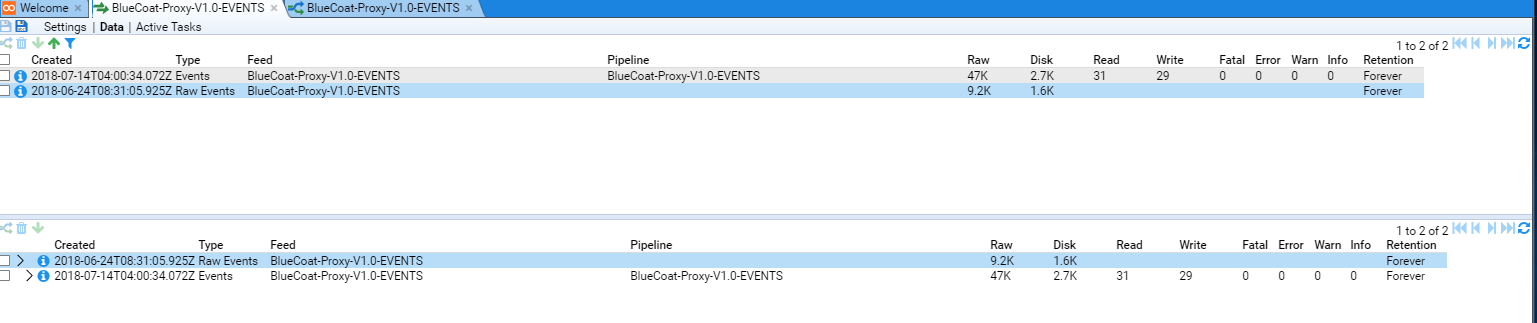 Welcome × BlueCoat-Proxy-V1.0-EVENTS × BlueCoat-Proxy-V1.0-EVENTS ×
Settings | Data | Active Tasks
1 to 2 of 2
Created Type Feed Pipeline Raw Disk Read Write Fatal Error Warn Info Retention
2018-07-14T04:00:34.072Z Events BlueCoat-Proxy-V1.0-EVENTS BlueCoat-Proxy-V1.0-EVENTS 47K 2.7K 31 29 0 0 0 0 Forever
2018-06-24T08:31:05.925Z Raw Events BlueCoat-Proxy-V1.0-EVENTS 9.2K 1.6K Forever
1 to 2 of 2
Created Type Feed Pipeline Raw Disk Read Write Fatal Error Warn Info Retention
2018-06-24T08:31:05.925Z Raw Events BlueCoat-Proxy-V1.0-EVENTS 9.2K 1.6K Forever
2018-07-14T04:00:34.072Z Events BlueCoat-Proxy-V1.0-EVENTS BlueCoat-Proxy-V1.0-EVENTS 47K 2.7K 31 29 0 0 0 0 Forever